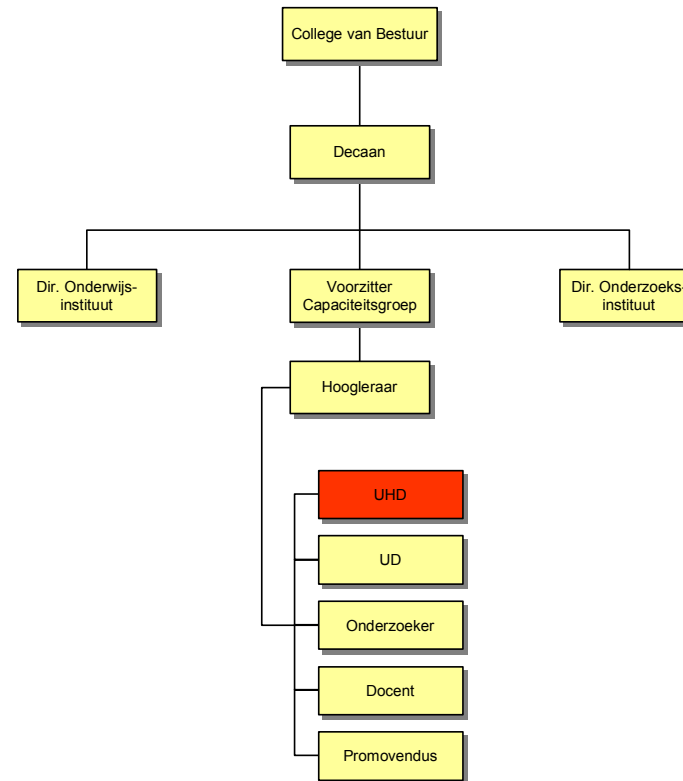 College van Bestuur
Decaan
Dir. Onderwijs-
instituut
Voorzitter
Capaciteitsgroep
Dir. Onderzoeks-
instituut
Hoogleraar
UHD
UD
Onderzoeker
Docent
Promovendus